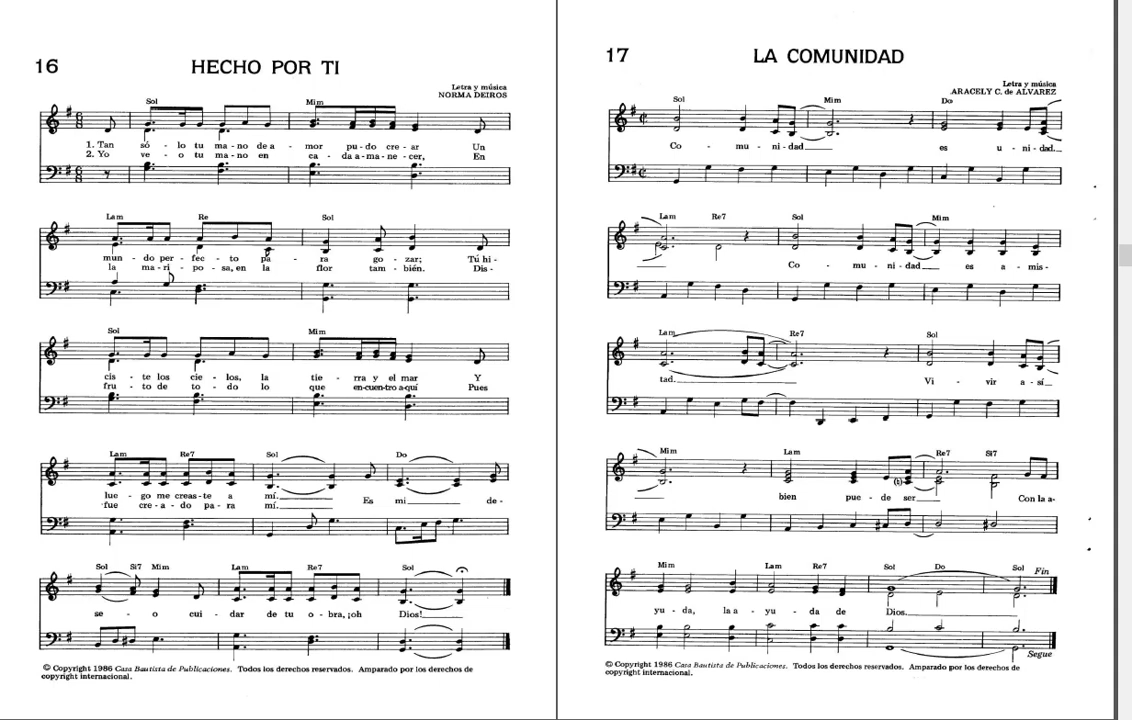 16
HECHO POR TI
Letra y música
NORMA DEIROS
Sol Mim
1. Tan só - lo tu ma - no de a - mor pu - do cre - ar Un
2. Yo ve - o tu ma - no en ca - da a - ma - ne - cer, En
Lam Re Sol
mun - do per - fec - to pa - ra go - zar; Tú hi -
la ma - ri - po - sa, en la flor tam - bién. Dis -
Sol Mim
cis - te los cie - los, la tie - rra y el mar Y
fru - to de to - do lo que en-cuen-tro a-quí Pues
Lam Re7 Sol Do
lue - go me creas - te a mí. Es mi de -
fue cre - a - do pa - ra mí.
Sol Si7 Mim Lam Re7 Sol
se - o cui - dar de tu o - bra, ¡oh Dios!
© Copyright 1986 Casa Bautista de Publicaciones. Todos los derechos reservados. Amparado por los derechos de
copyright internacional.
17
LA COMUNIDAD
Letra y música
ARACELY C. de ALVAREZ
Sol Mim Do
Co - mu - ni - dad es u - ni - dad.
Lam Re7 Sol Mim
Co - mu - ni - dad es a - mis -
Lam Re7 Sol
tad. Vi - vir a - sí
Mim Lam Re7 Si7
bien pue - de ser Con la a-
Mim Lam Re7 Sol Do Sol Fin
yu - da, la a - yu - da de Dios.
Segue
© Copyright 1986 Casa Bautista de Publicaciones. Todos los derechos reservados. Amparado por los derechos de
copyright internacional.